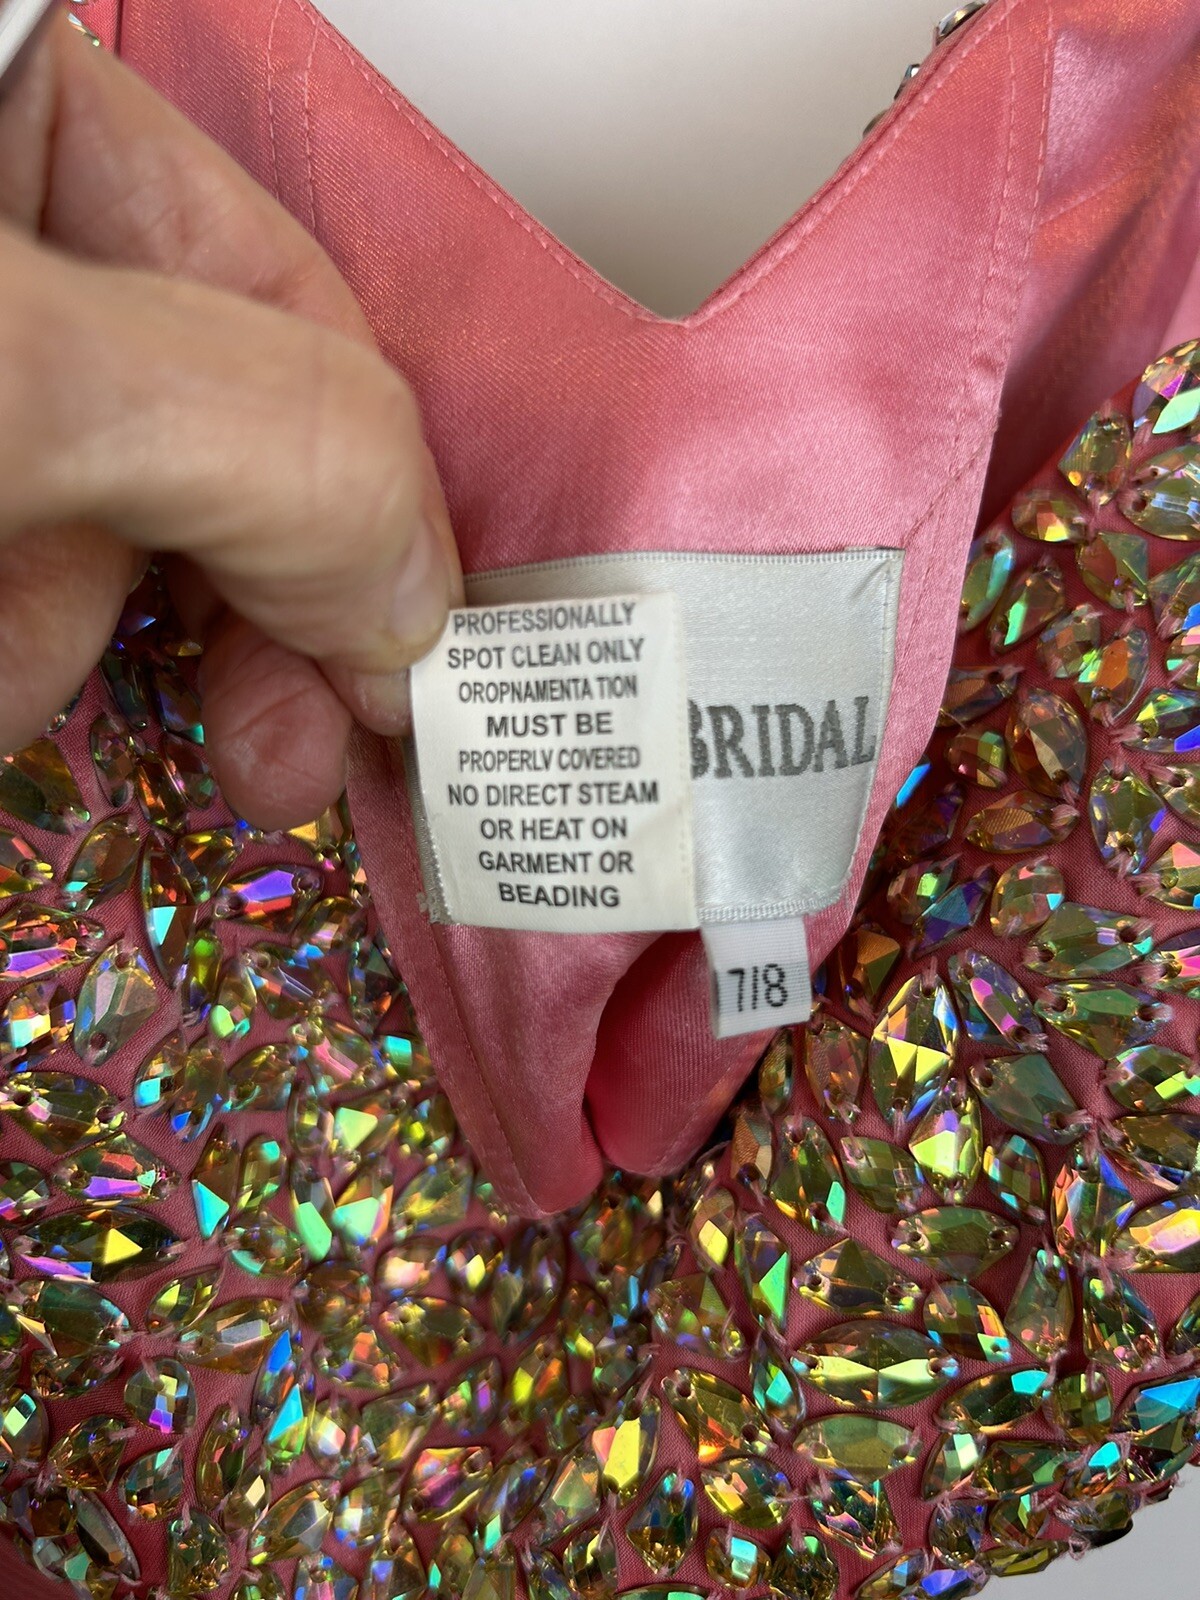 PROFESSIONALLY
SPOT CLEAN ONLY
OROPNAMENTA TION
MUST BE
PROPERLV COVERED
NO DIRECT STEAM
OR HEAT ON
GARMENT OR
BEADING
BRIDAL
7/8